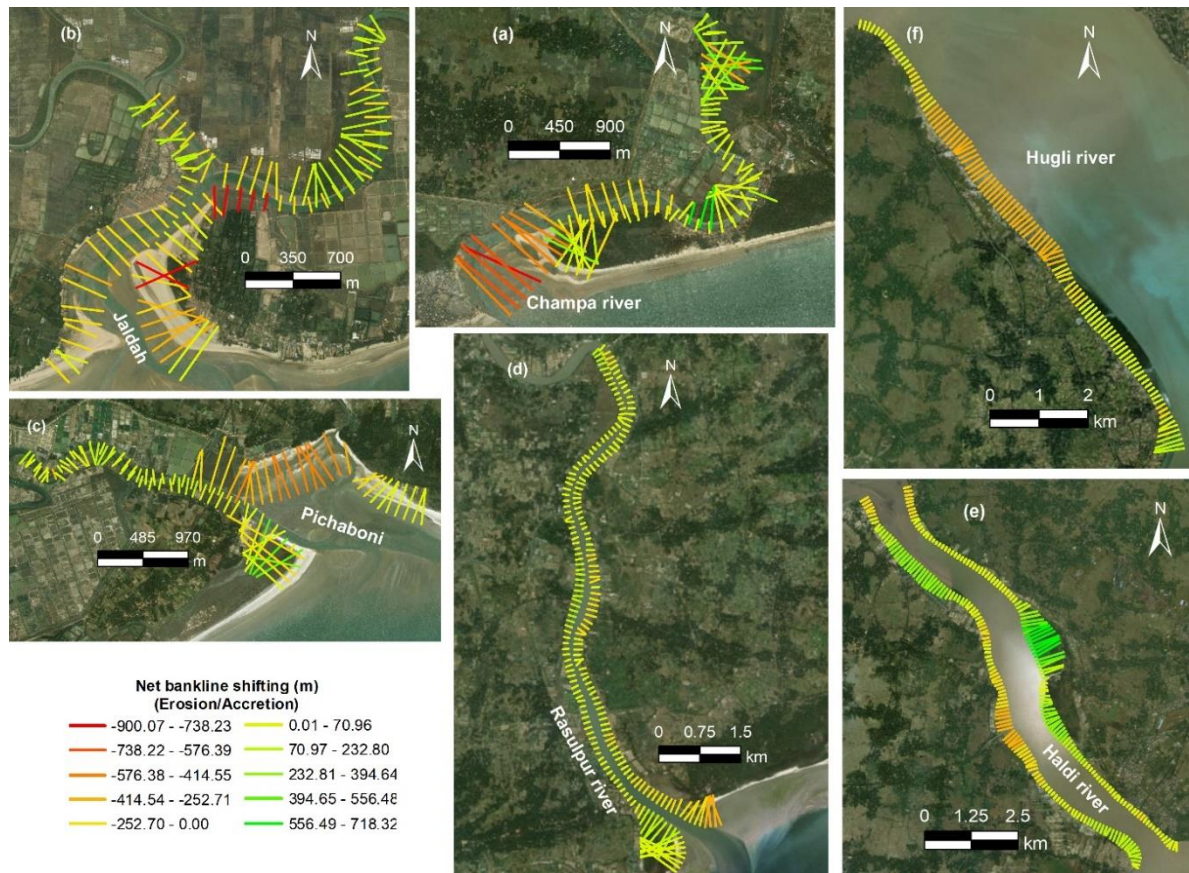 (b)
N
0 350 700
m
Jaldah
(a)
N
0 450 900
m
Champa river
(f)
N
Hugli river
0 1 2
km
(c)
N
Pichaboni
0 485 970
m
(d)
N
Rasulpur river
0 0.75 1.5
km
(e)
N
Haldi river
0 1.25 2.5
km
Net bankline shifting (m)
(Erosion/Accretion)
-900.07 - -738.23 0.01 - 70.96
-738.22 - -576.39 70.97 - 232.80
-576.38 - -414.55 232.81 - 394.64
-414.54 - -252.71 394.65 - 556.48
-252.70 - 0.00 556.49 - 718.32